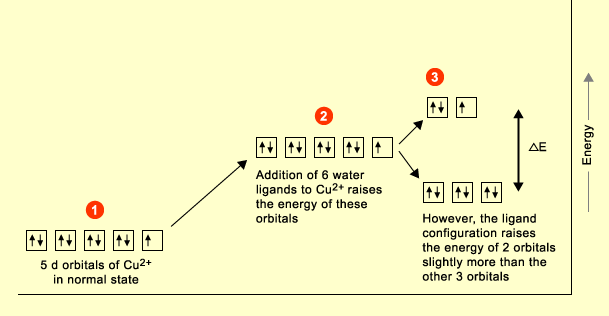 3
2
1
Addition of 6 water
ligands to Cu2+ raises
the energy of these
orbitals
5 d orbitals of Cu2+
in normal state
However, the ligand
configuration raises
the energy of 2 orbitals
slightly more than the
other 3 orbitals
△E
Energy